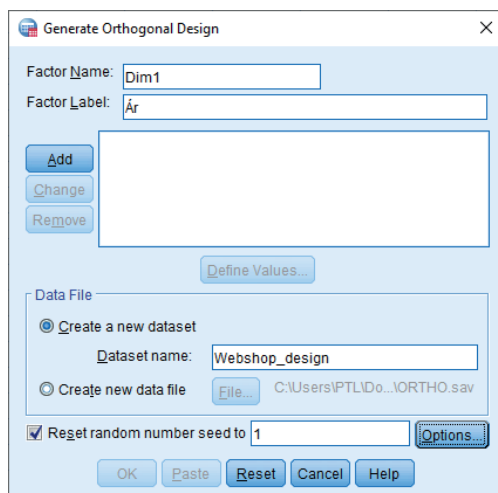 Generate Orthogonal Design
Factor Name: Dim1
Factor Label: Ár
Add
Change
Remove
Define Values...
Data File
Create a new dataset
Dataset name: Webshop_design
Create new data file File... C:\Users\PTL\Do...\ORTHO.sav
Reset random number seed to 1 Options...
OK Paste Reset Cancel Help